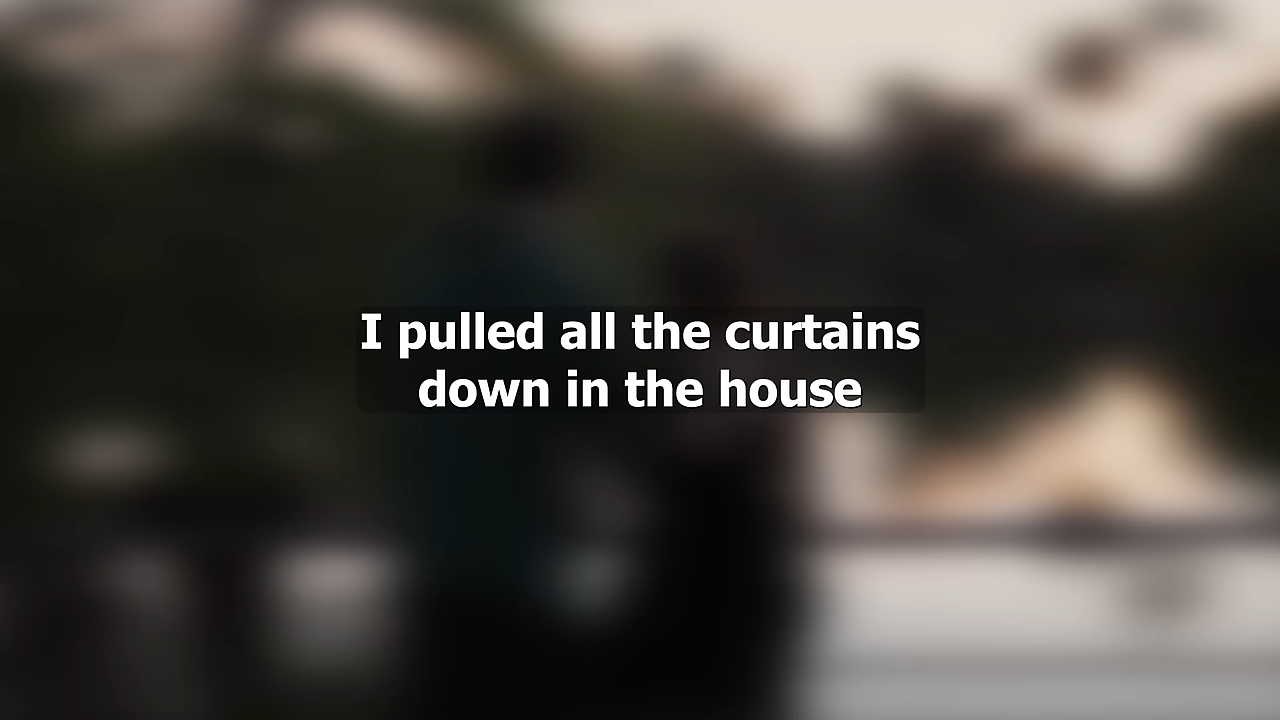 I pulled all the curtains
down in the house